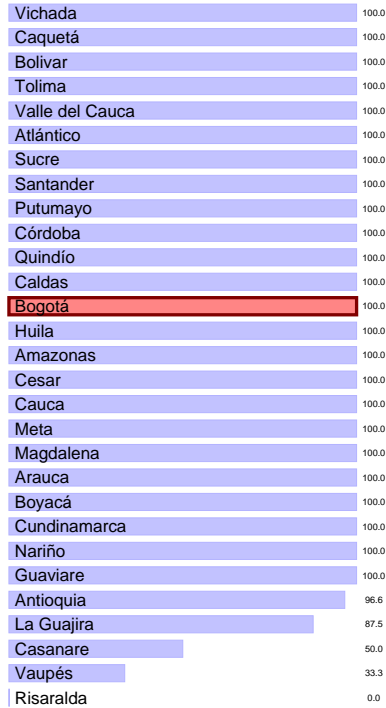 Vichada 100.0
Caquetá 100.0
Bolivar 100.0
Tolima 100.0
Valle del Cauca 100.0
Atlántico 100.0
Sucre 100.0
Santander 100.0
Putumayo 100.0
Córdoba 100.0
Quindío 100.0
Caldas 100.0
Bogotá 100.0
Huila 100.0
Amazonas 100.0
Cesar 100.0
Cauca 100.0
Meta 100.0
Magdalena 100.0
Arauca 100.0
Boyacá 100.0
Cundinamarca 100.0
Nariño 100.0
Guaviare 100.0
Antioquia 96.6
La Guajira 87.5
Casanare 50.0
Vaupés 33.3
Risaralda 0.0